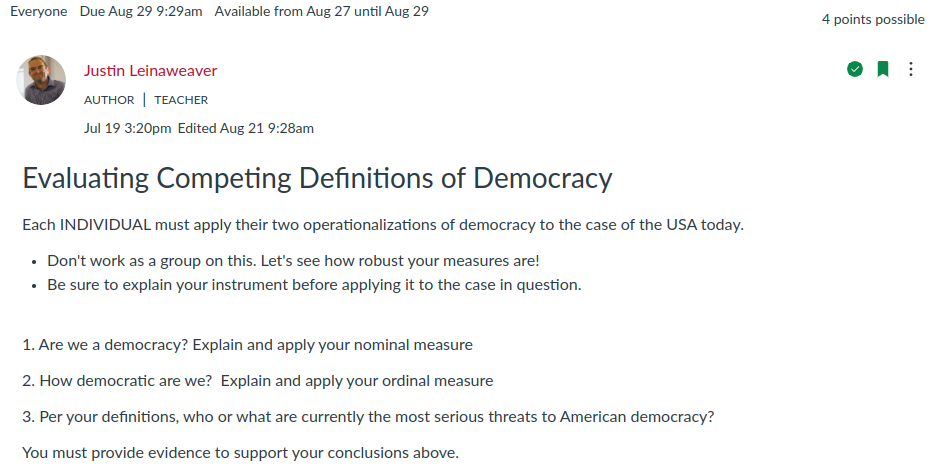 Everyone Due Aug 29 9:29am Available from Aug 27 until Aug 29
4 points possible
Justin Leinaweaver
AUTHOR | TEACHER
Jul 19 3:20pm Edited Aug 21 9:28am
Evaluating Competing Definitions of Democracy
Each INDIVIDUAL must apply their two operationalizations of democracy to the case of the USA today.
• Don't work as a group on this. Let's see how robust your measures are!
• Be sure to explain your instrument before applying it to the case in question.
1. Are we a democracy? Explain and apply your nominal measure
2. How democratic are we?  Explain and apply your ordinal measure
3. Per your definitions, who or what are currently the most serious threats to American democracy?
You must provide evidence to support your conclusions above.